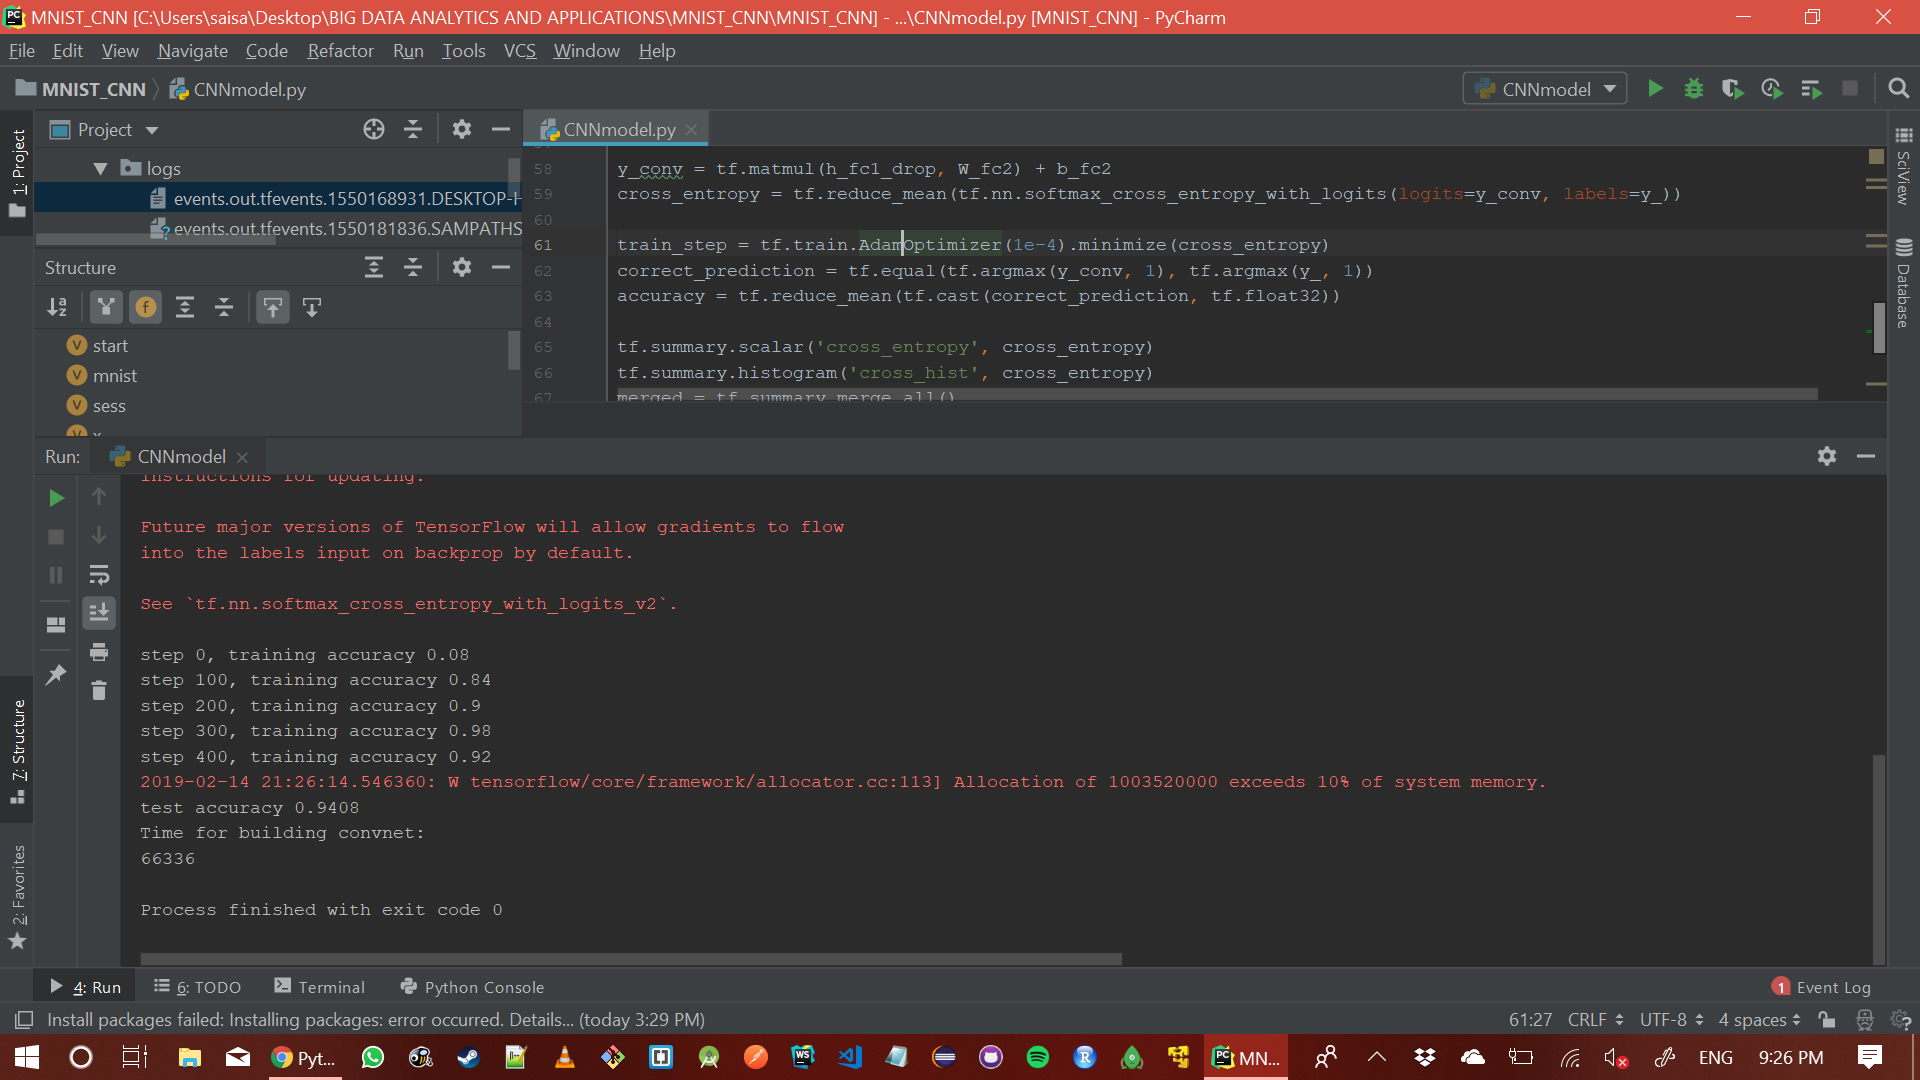 MNIST_CNN [C:\Users\saisa\Desktop\BIG DATA ANALYTICS AND APPLICATIONS\MNIST_CNN\MNIST_CNN] - ...\CNNmodel.py [MNIST_CNN] - PyCharm
File Edit View Navigate Code Refactor Run Tools VCS Window Help
MNIST_CNN CNNmodel.py
CNNmodel
1: Project
Project
logs
events.out.tfevents.1550168931.DESKTOP-H
events.out.tfevents.1550181836.SAMPATHS
Structure
start
mnist
sess
x
CNNmodel.py
58 y_conv = tf.matmul(h_fc1_drop, W_fc2) + b_fc2
59 cross_entropy = tf.reduce_mean(tf.nn.softmax_cross_entropy_with_logits(logits=y_conv, labels=y_))
60
61 train_step = tf.train.AdamOptimizer(1e-4).minimize(cross_entropy)
62 correct_prediction = tf.equal(tf.argmax(y_conv, 1), tf.argmax(y_, 1))
63 accuracy = tf.reduce_mean(tf.cast(correct_prediction, tf.float32))
64
65 tf.summary.scalar('cross_entropy', cross_entropy)
66 tf.summary.histogram('cross_hist', cross_entropy)
67 merged = tf.summary.merge_all()
SciView
Database
Run: CNNmodel
instructions for updating:
Future major versions of TensorFlow will allow gradients to flow
into the labels input on backprop by default.
See `tf.nn.softmax_cross_entropy_with_logits_v2`.
step 0, training accuracy 0.08
step 100, training accuracy 0.84
step 200, training accuracy 0.9
step 300, training accuracy 0.98
step 400, training accuracy 0.92
2019-02-14 21:26:14.546360: W tensorflow/core/framework/allocator.cc:113] Allocation of 1003520000 exceeds 10% of system memory.
test accuracy 0.9408
Time for building convnet:
66336
Process finished with exit code 0
7: Structure
2: Favorites
4: Run 6: TODO Terminal Python Console
1 Event Log
Install packages failed: Installing packages: error occurred. Details... (today 3:29 PM)
61:27 CRLF UTF-8 4 spaces
Pyt... MN... ENG 9:26 PM